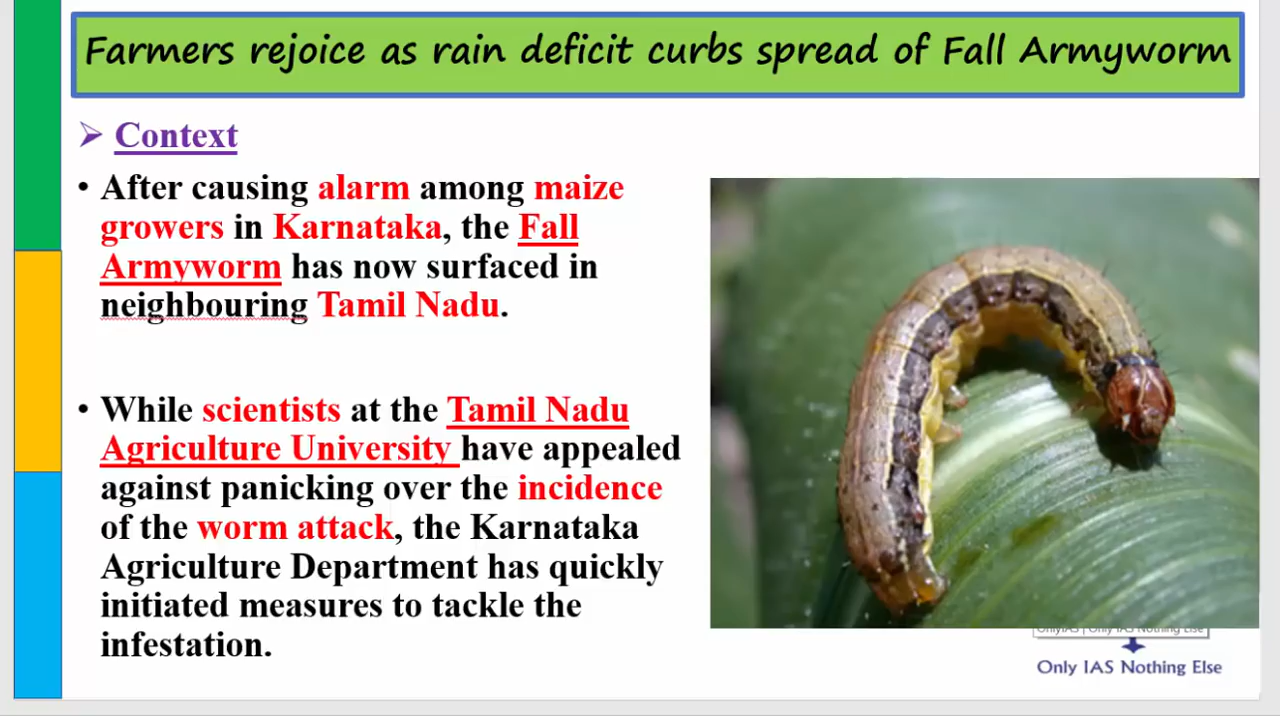 Farmers rejoice as rain deficit curbs spread of Fall Armyworm
➢ Context
• After causing alarm among maize
growers in Karnataka, the Fall
Armyworm has now surfaced in
neighbouring Tamil Nadu.
• While scientists at the Tamil Nadu
Agriculture University have appealed
against panicking over the incidence
of the worm attack, the Karnataka
Agriculture Department has quickly
initiated measures to tackle the
infestation.
OnlyIAS | Only IAS Nothing Else
Only IAS Nothing Else